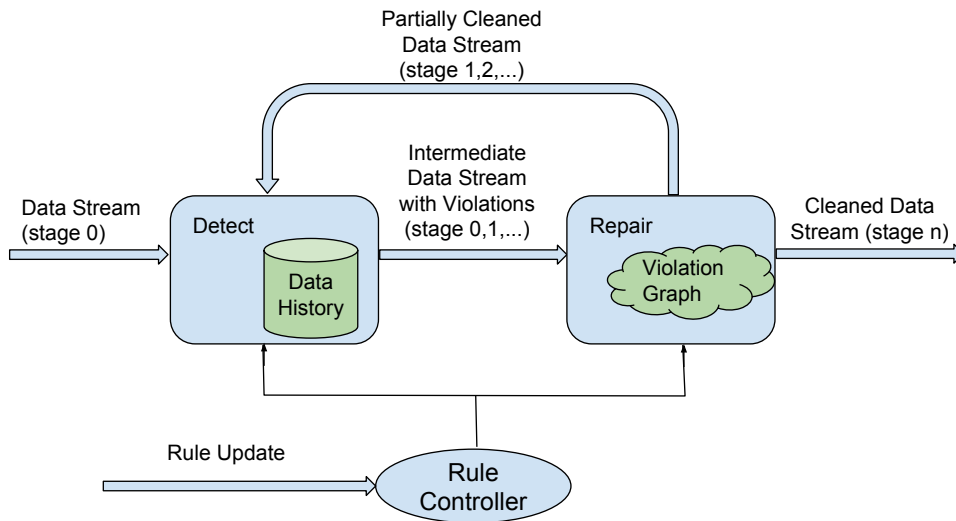 Partially Cleaned
Data Stream
(stage 1,2,...)
Intermediate
Data Stream
with Violations
(stage 0,1,...)
Data Stream
(stage 0)
Detect
Data
History
Repair
Violation
Graph
Cleaned Data
Stream (stage n)
Rule Update
Rule
Controller